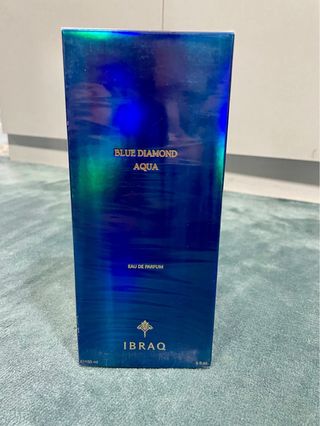 BLUE DIAMOND
AQUA
EAU DE PARFUM
IBRAQ